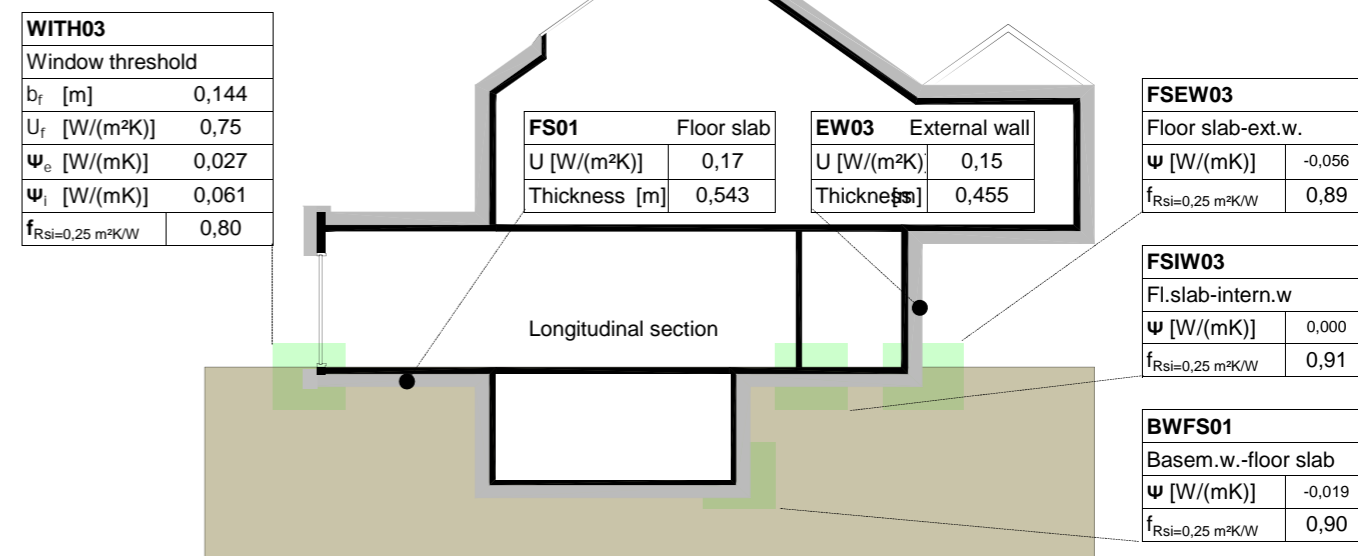 WITH03
Window threshold
bf [m] 0,144
Uf [W/(m²K)] 0,75
Ψe [W/(mK)] 0,027
Ψi [W/(mK)] 0,061
fRsi=0,25 m²K/W 0,80
FS01 Floor slab
U [W/(m²K)] 0,17
Thickness [m] 0,543
EW03 External wall
U [W/(m²K)] 0,15
Thickness [m] 0,455
Longitudinal section
FSEW03
Floor slab-ext.w.
Ψ [W/(mK)] -0,056
fRsi=0,25 m²K/W 0,89
FSIW03
Fl.slab-intern.w
Ψ [W/(mK)] 0,000
fRsi=0,25 m²K/W 0,91
BWFS01
Basem.w.-floor slab
Ψ [W/(mK)] -0,019
fRsi=0,25 m²K/W 0,90